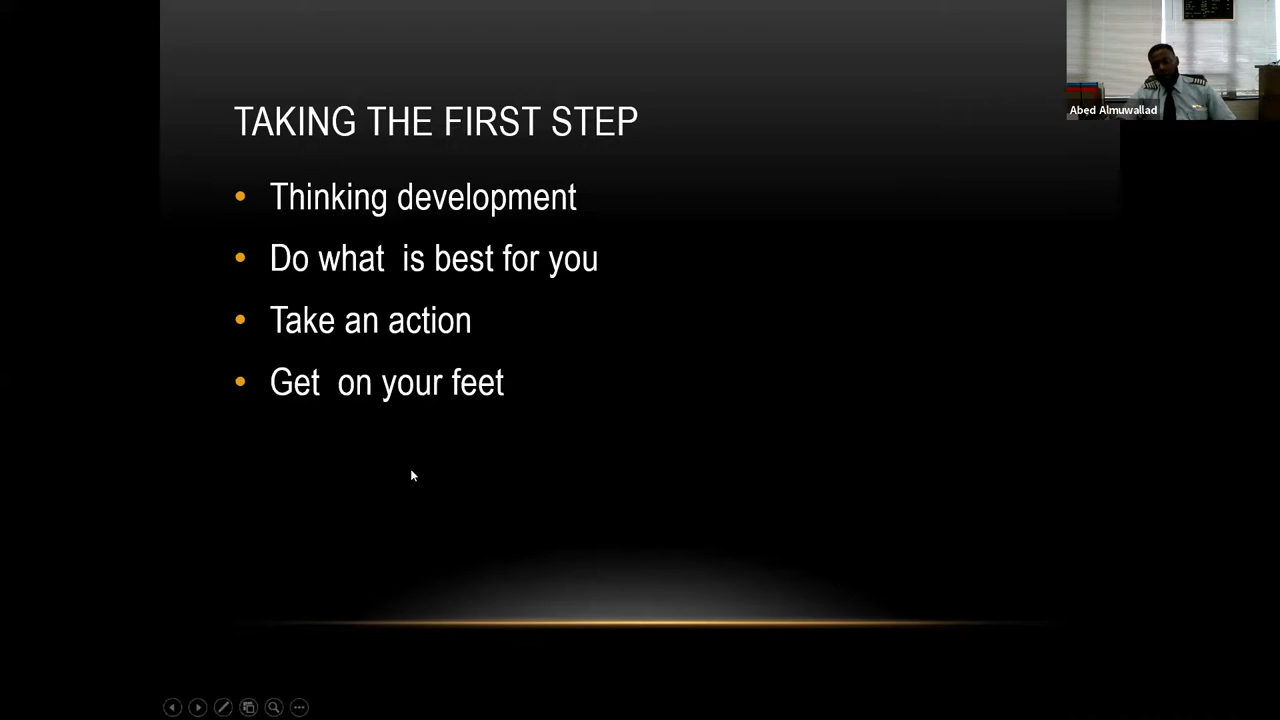 TAKING THE FIRST STEP
Thinking development
Do what  is best for you
Take an action
Get  on your feet
Abed Almuwallad